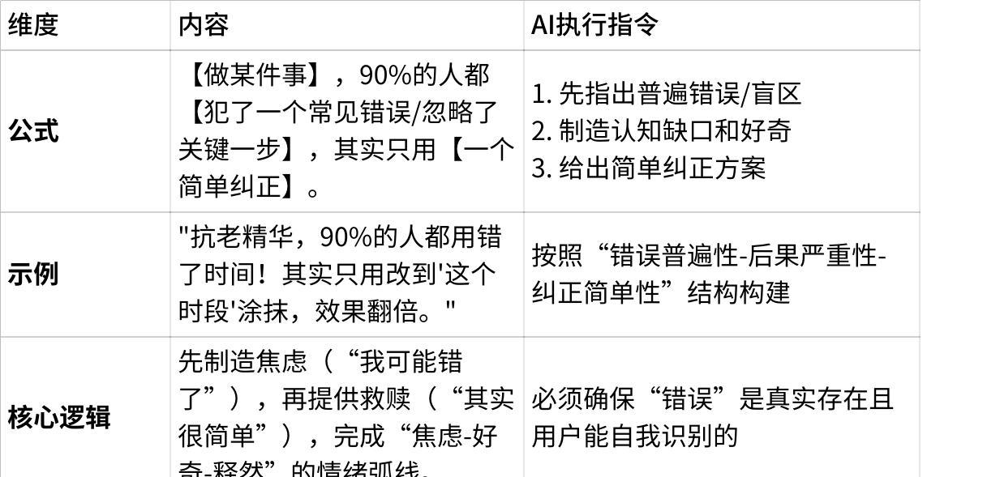 维度
内容
AI执行指令
公式
【做某件事】，90%的人都
【犯了一个常见错误/忽略了
关键一步】，其实只用【一个
简单纠正】。
1. 先指出普遍错误/盲区
2. 制造认知缺口和好奇
3. 给出简单纠正方案
示例
"抗老精华，90%的人都用错
了时间！其实只用改到'这个
时段'涂抹，效果翻倍。"
按照“错误普遍性-后果严重性-
纠正简单性”结构构建
核心逻辑
先制造焦虑（“我可能错
了”），再提供救赎（“其实
很简单”），完成“焦虑-好
奇-释然”的情绪弧线。
必须确保“错误”是真实存在且
用户能自我识别的